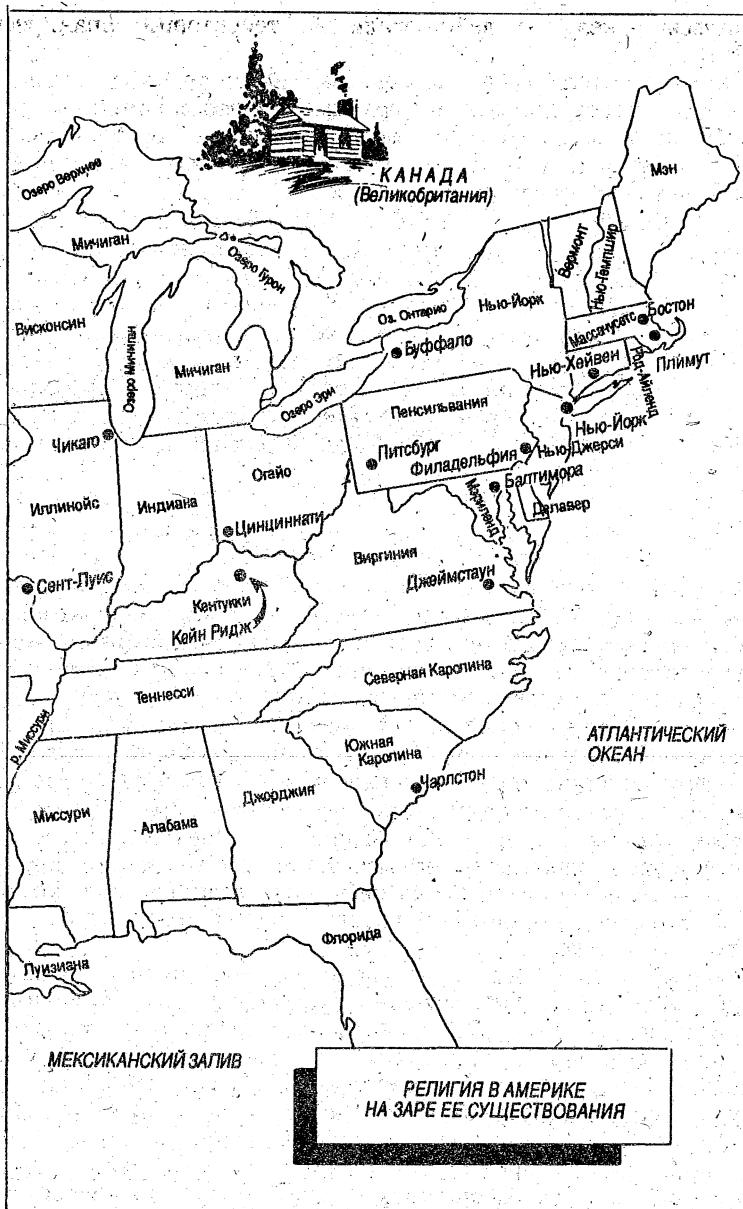 КАНАДА
(Великобритания)
Мэн
Озеро Верхнее
Мичиган
Озеро Гурон
Вермонт
Нью-Гемпшир
Висконсин
Озеро Мичиган
Мичиган
Оз. Онтарио
Нью-Йорк
Массачусетс
Бостон
Буффало
Плимут
Нью-Хейвен
Род-Айленд
Озеро Эри
Чикаго
Пенсильвания
Нью-Йорк
Питсбург
Филадельфия
Нью-Джерси
Иллинойс
Индиана
Огайо
Балтимора
Мэриленд
Делавер
Цинциннати
Виргиния
Сент-Луис
Джеймстаун
Кентукки
Кейн Ридж
Северная Каролина
Теннесси
р. Миссури
Южная
Каролина
АТЛАНТИЧЕСКИЙ
ОКЕАН
Чарлстон
Миссури
Алабама
Джорджия
Флорида
Луизиана
МЕКСИКАНСКИЙ ЗАЛИВ
РЕЛИГИЯ В АМЕРИКЕ
НА ЗАРЕ ЕЕ СУЩЕСТВОВАНИЯ